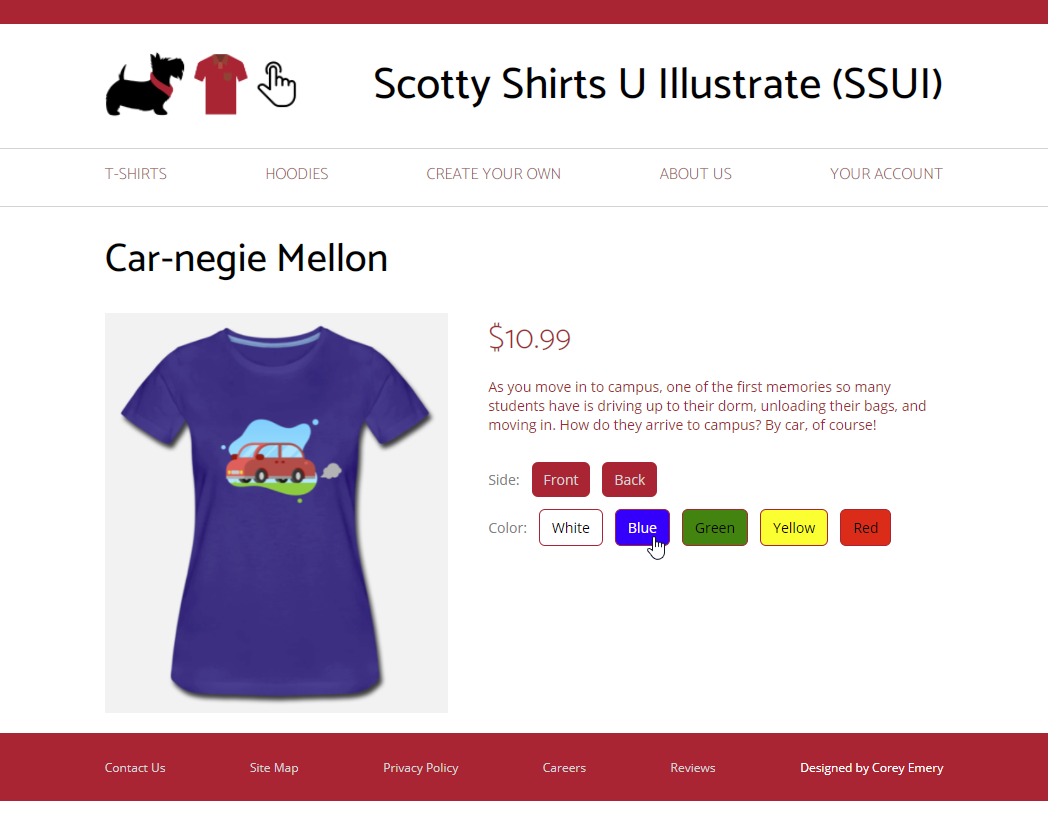 Scotty Shirts U Illustrate (SSUI)
T-SHIRTS
HOODIES
CREATE YOUR OWN
ABOUT US
YOUR ACCOUNT
Car-negie Mellon
$10.99
As you move in to campus, one of the first memories so many
students have is driving up to their dorm, unloading their bags, and
moving in. How do they arrive to campus? By car, of course!
Side: Front Back
Color: White Blue Green Yellow Red
Contact Us
Site Map
Privacy Policy
Careers
Reviews
Designed by Corey Emery